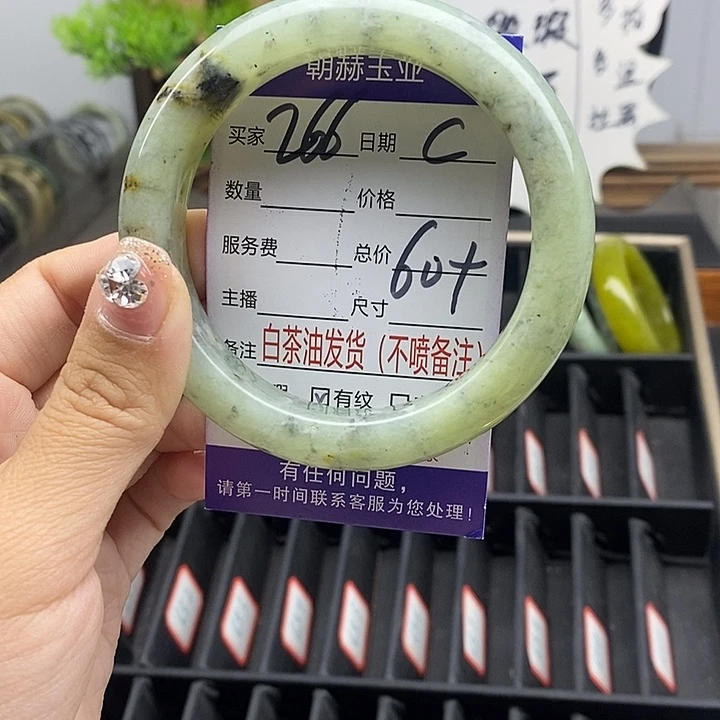 朝赫玉业
买家 266 日期 C
数量 价格
服务费 总价
60+
主播 尺寸
备注 白茶油发货（不喷备注）
有纹
有任何问题，
请第一时间联系客服为您处理！